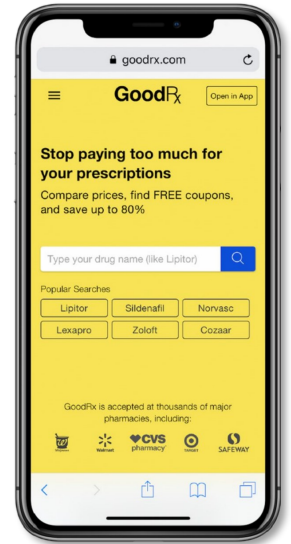 goodrx.com
GoodRx
Open in App
Stop paying too much for
your prescriptions
Compare prices, find FREE coupons,
and save up to 80%
Type your drug name (like Lipitor)
Popular Searches
Lipitor
Sildenafil
Norvasc
Lexapro
Zoloft
Cozaar
GoodRx is accepted at thousands of major
pharmacies, including:
Walmart
CVS
pharmacy
TARGET
SAFEWAY